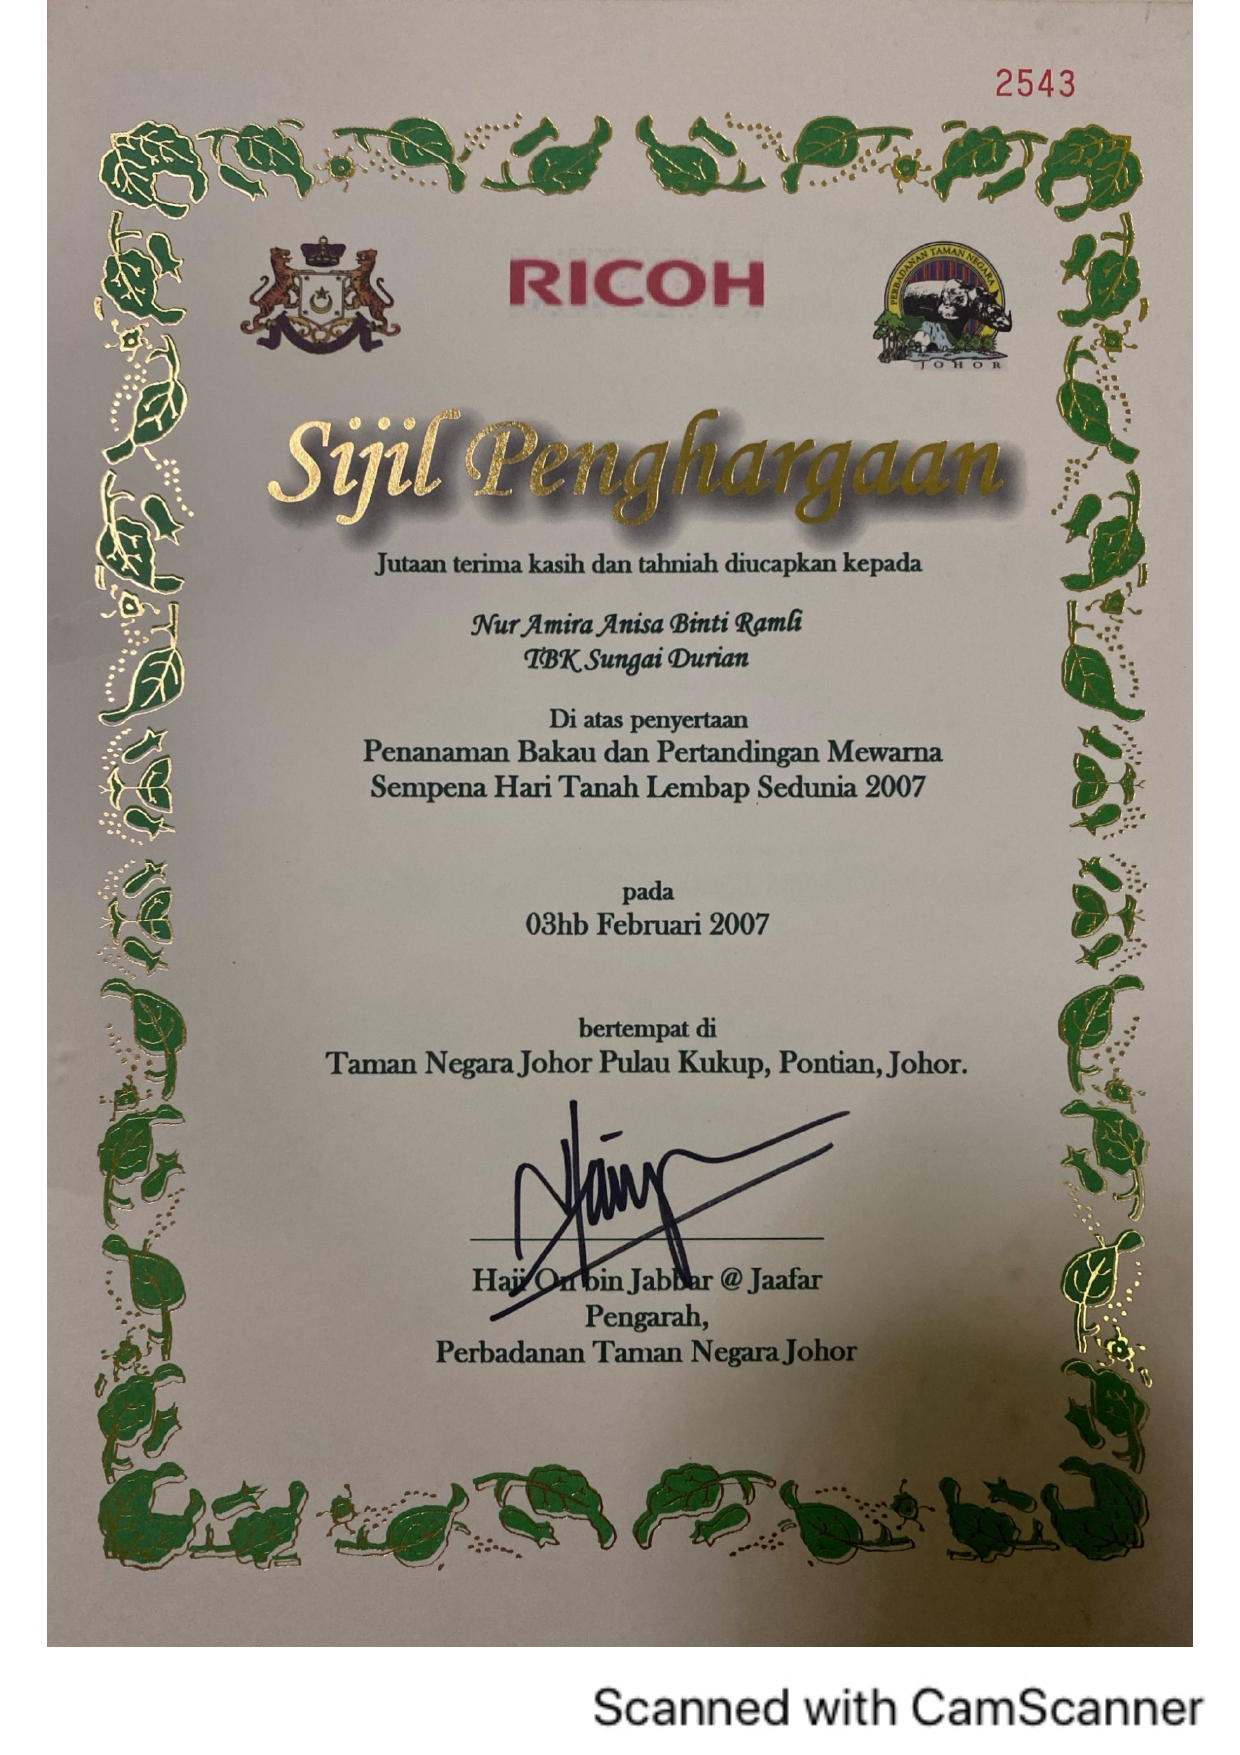 2543
RICOH
PERBADANAN TAMAN NEGARA
JOHOR
Sijil Penghargaan
Jutaan terima kasih dan tahniah diucapkan kepada
Nur Amira Anisa Binti Ramli
TBK Sungai Durian
Di atas penyertaan
Penanaman Bakau dan Pertandingan Mewarna
Sempena Hari Tanah Lembap Sedunia 2007
pada
03hb Februari 2007
bertempat di
Taman Negara Johor Pulau Kukup, Pontian, Johor.
Haji On bin Jabbar @ Jaafar
Pengarah,
Perbadanan Taman Negara Johor
Scanned with CamScanner